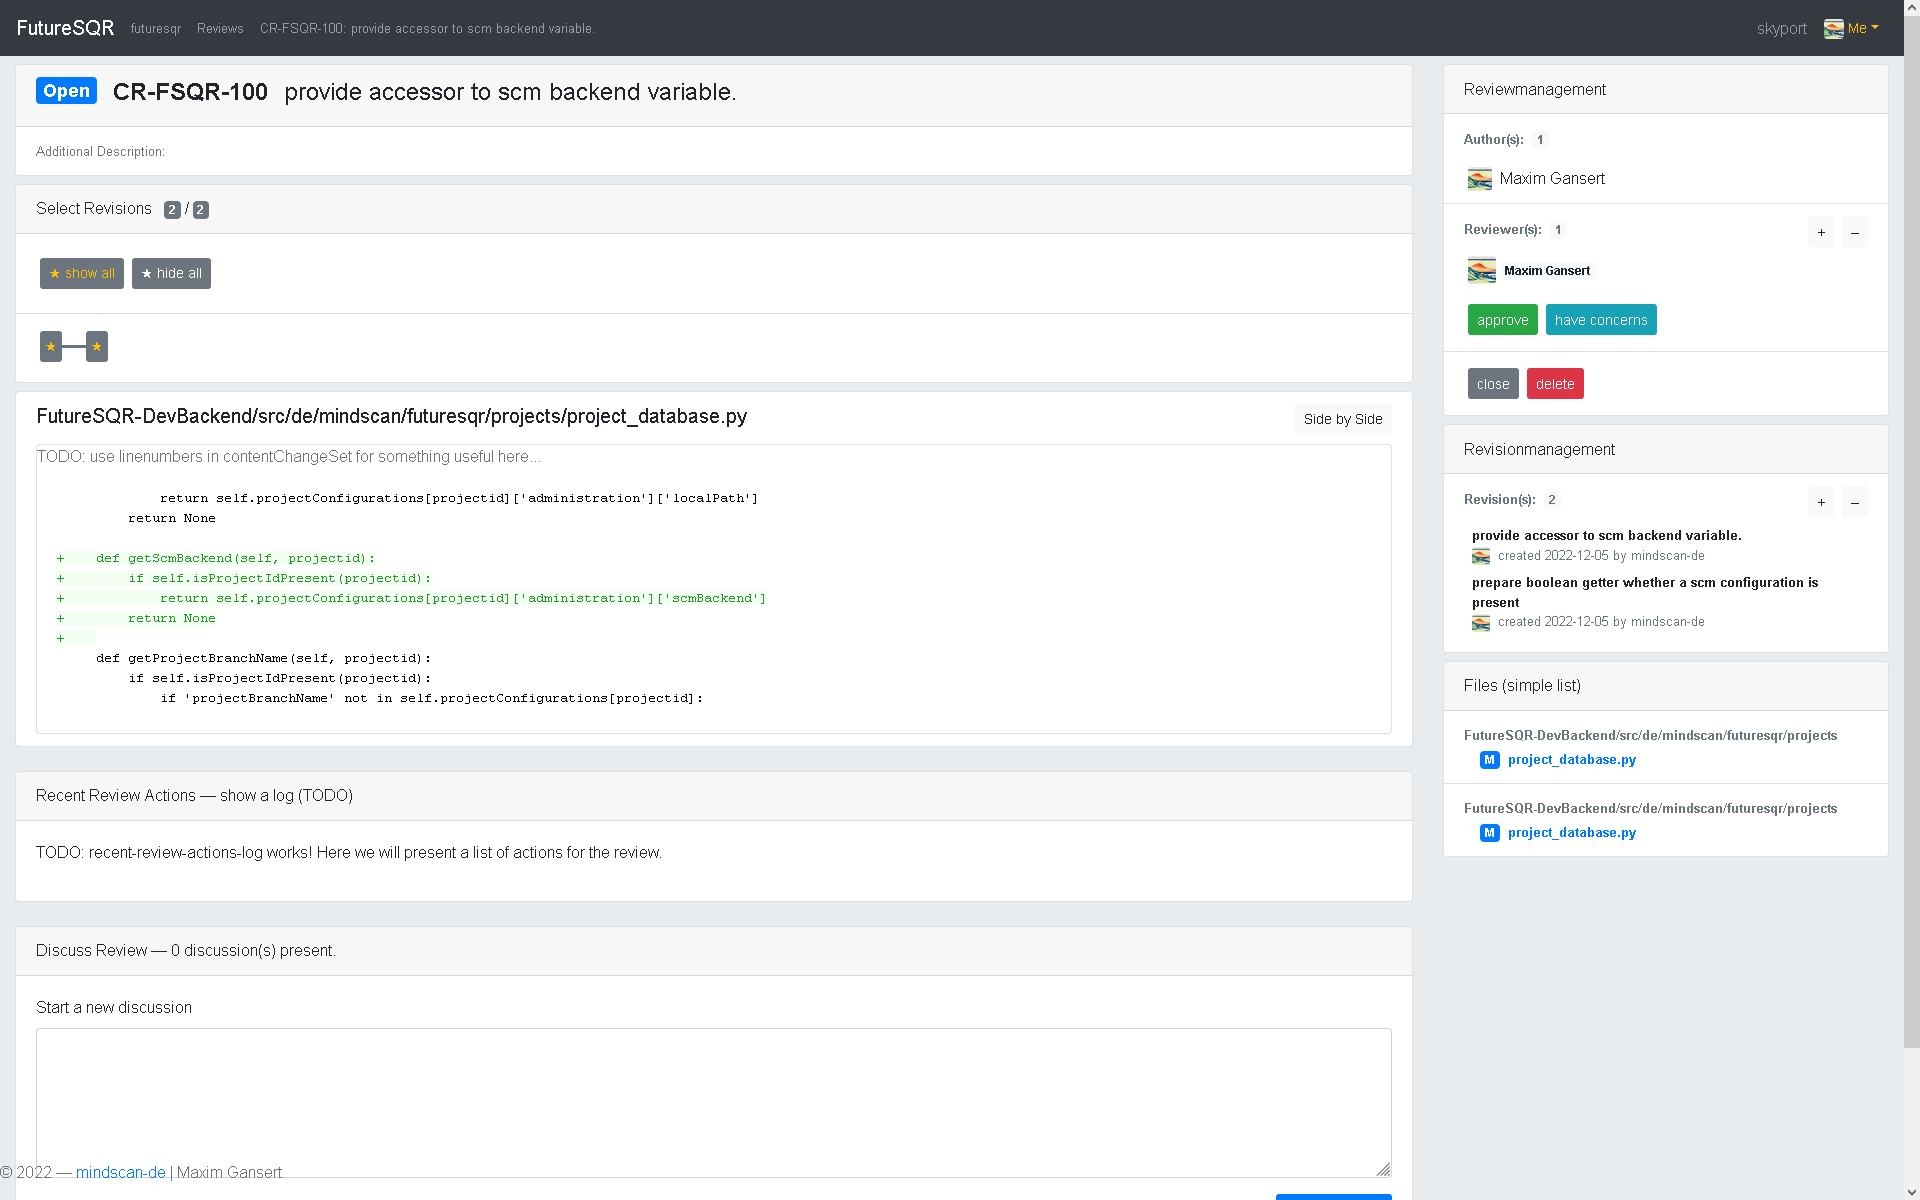 FutureSQR futuresqr Reviews CR-FSQR-100: provide accessor to scm backend variable. skyport Me
Open CR-FSQR-100 provide accessor to scm backend variable.
Additional Description:
Select Revisions 2 / 2
★ show all ★ hide all
★ ★
FutureSQR-DevBackend/src/de/mindscan/futuresqr/projects/project_database.py Side by Side
TODO: use linenumbers in contentChangeSet for something useful here...
            return self.projectConfigurations[projectid]['administration']['localPath']
        return None
+    def getScmBackend(self, projectid):
+        if self.isProjectIdPresent(projectid):
+            return self.projectConfigurations[projectid]['administration']['scmBackend']
+        return None
+
    def getProjectBranchName(self, projectid):
        if self.isProjectIdPresent(projectid):
            if 'projectBranchName' not in self.projectConfigurations[projectid]:
Recent Review Actions — show a log (TODO)
TODO: recent-review-actions-log works! Here we will present a list of actions for the review.
Discuss Review — 0 discussion(s) present.
Start a new discussion
© 2022 — mindscan-de | Maxim Gansert
Reviewmanagement
Author(s): 1
Maxim Gansert
Reviewer(s): 1 + –
Maxim Gansert
approve have concerns
close delete
Revisionmanagement
Revision(s): 2 + –
provide accessor to scm backend variable.
created 2022-12-05 by mindscan-de
prepare boolean getter whether a scm configuration is
present
created 2022-12-05 by mindscan-de
Files (simple list)
FutureSQR-DevBackend/src/de/mindscan/futuresqr/projects
M project_database.py
FutureSQR-DevBackend/src/de/mindscan/futuresqr/projects
M project_database.py